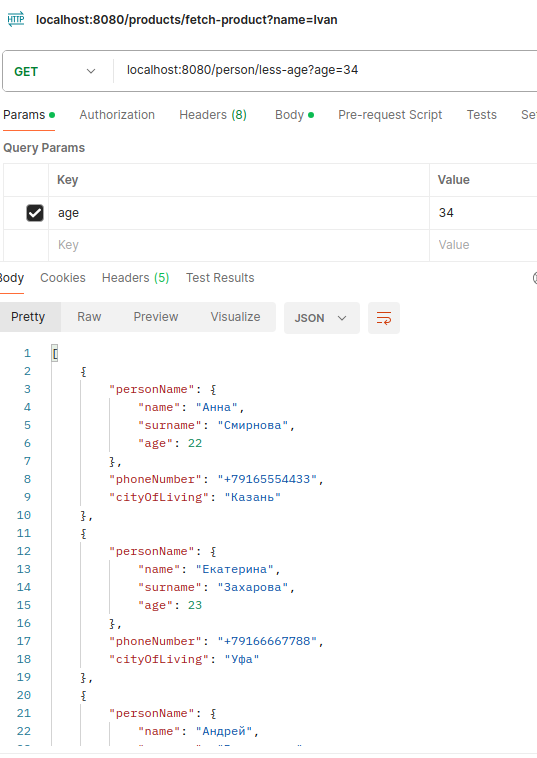 HTTP localhost:8080/products/fetch-product?name=Ivan
GET localhost:8080/person/less-age?age=34
Params Authorization Headers (8) Body Pre-request Script Tests
Query Params
Key Value
age 34
Key Value
Body Cookies Headers (5) Test Results
Pretty Raw Preview Visualize JSON
1 [
2 {
3 "personName": {
4 "name": "Анна",
5 "surname": "Смирнова",
6 "age": 22
7 },
8 "phoneNumber": "+79165554433",
9 "cityOfLiving": "Казань"
10 },
11 {
12 "personName": {
13 "name": "Екатерина",
14 "surname": "Захарова",
15 "age": 23
16 },
17 "phoneNumber": "+79166667788",
18 "cityOfLiving": "Уфа"
19 },
20 {
21 "personName": {
22 "name": "Андрей",